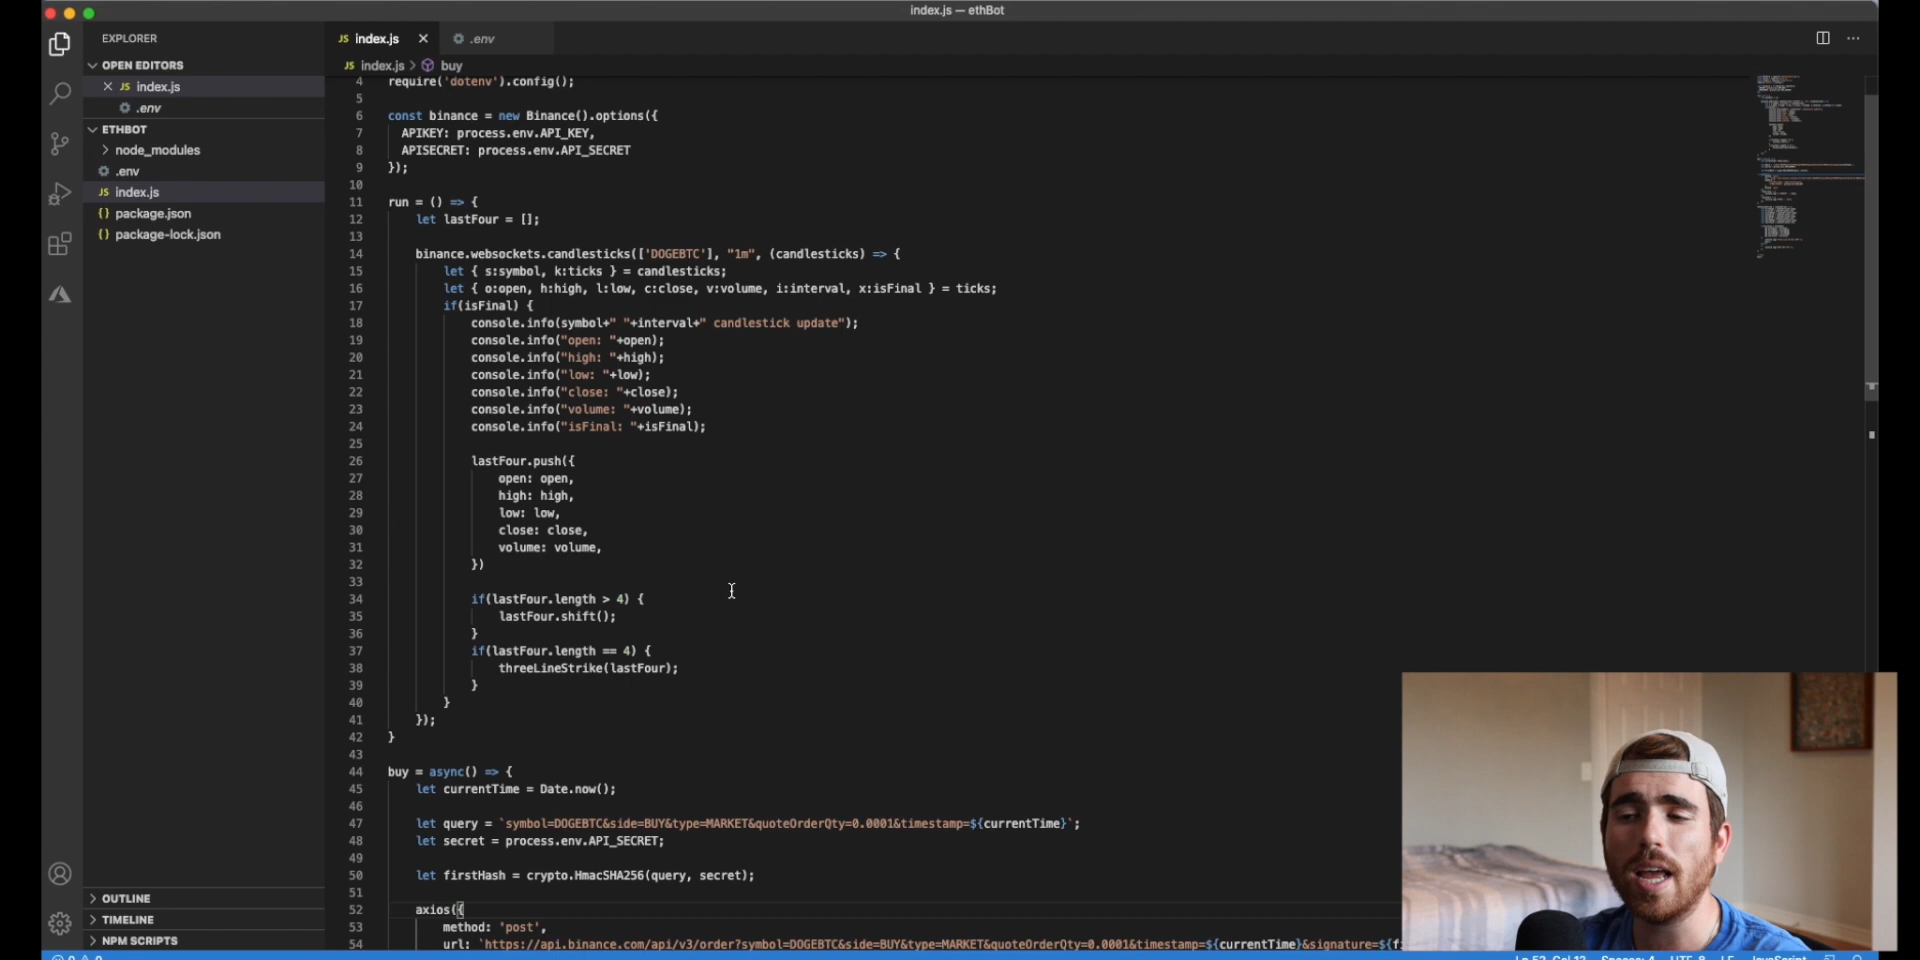 index.js — ethBot
EXPLORER
OPEN EDITORS
JS index.js
.env
ETHBOT
node_modules
.env
JS index.js
{} package.json
{} package-lock.json
OUTLINE
TIMELINE
NPM SCRIPTS
JS index.js
.env
JS index.js > buy
4 require('dotenv').config();
5
6 const binance = new Binance().options({
7 APIKEY: process.env.API_KEY,
8 APISECRET: process.env.API_SECRET
9 });
10
11 run = () => {
12 let lastFour = [];
13
14 binance.websockets.candlesticks(['DOGEBTC'], "1m", (candlesticks) => {
15 let { s:symbol, k:ticks } = candlesticks;
16 let { o:open, h:high, l:low, c:close, v:volume, i:interval, x:isFinal } = ticks;
17 if(isFinal) {
18 console.info(symbol+" "+interval+" candlestick update");
19 console.info("open: "+open);
20 console.info("high: "+high);
21 console.info("low: "+low);
22 console.info("close: "+close);
23 console.info("volume: "+volume);
24 console.info("isFinal: "+isFinal);
25
26 lastFour.push({
27 open: open,
28 high: high,
29 low: low,
30 close: close,
31 volume: volume,
32 })
33
34 if(lastFour.length > 4) {
35 lastFour.shift();
36 }
37 if(lastFour.length == 4) {
38 threeLineStrike(lastFour);
39 }
40 }
41 });
42 }
43
44 buy = async() => {
45 let currentTime = Date.now();
46
47 let query = `symbol=DOGEBTC&side=BUY&type=MARKET&quoteOrderQty=0.0001&timestamp=${currentTime}`;
48 let secret = process.env.API_SECRET;
49
50 let firstHash = crypto.HmacSHA256(query, secret);
51
52 axios({
53 method: 'post',
54 url: `https://api.binance.com/api/v3/order?symbol=DOGEBTC&side=BUY&type=MARKET&quoteOrderQty=0.0001&timestamp=${currentTime}&signature=${f